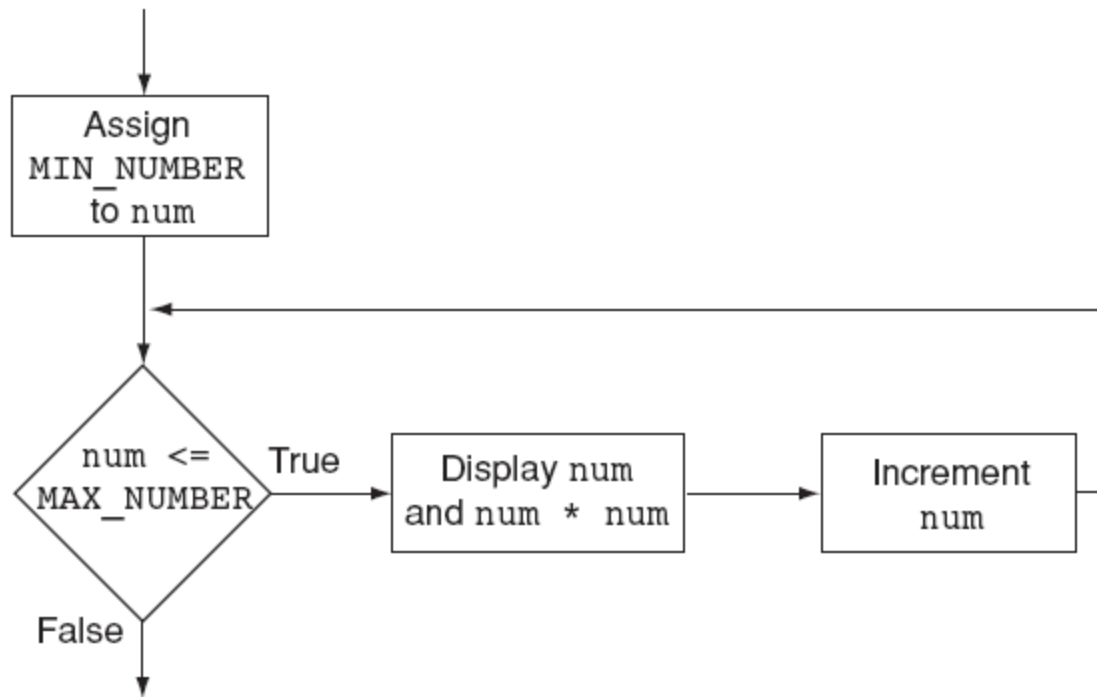 Assign
MIN_NUMBER
to num
num <=
MAX_NUMBER
True
Display num
and num * num
Increment
num
False